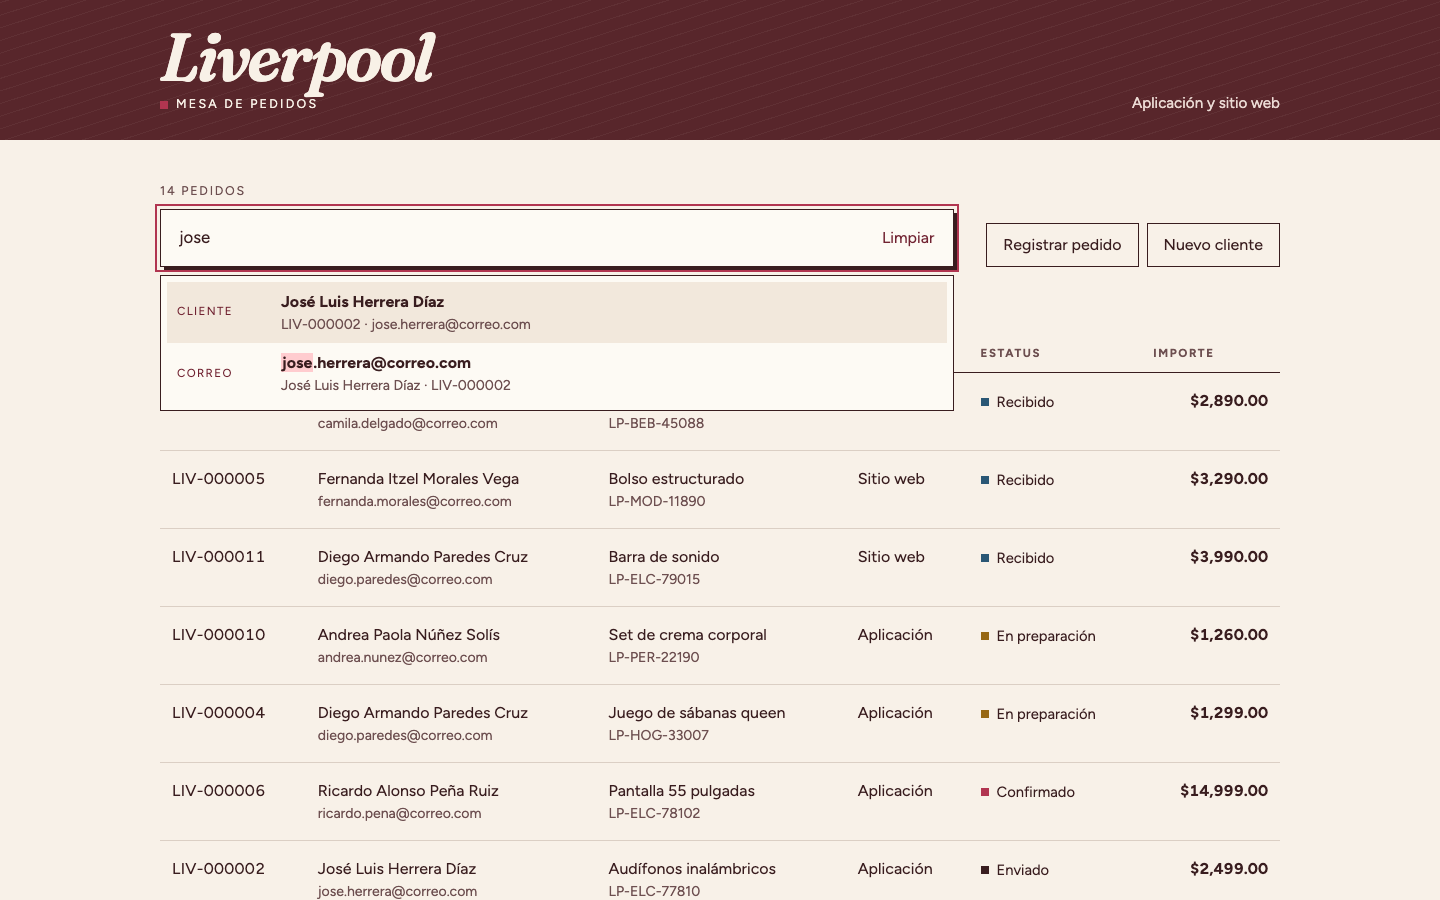 Liverpool
MESA DE PEDIDOS
Aplicación y sitio web
14 PEDIDOS
jose
Limpiar
Registrar pedido
Nuevo cliente
CLIENTE
José Luis Herrera Díaz
LIV-000002 · jose.herrera@correo.com
CORREO
jose.herrera@correo.com
José Luis Herrera Díaz · LIV-000002
ESTATUS
IMPORTE
Recibido
$2,890.00
camila.delgado@correo.com
LP-BEB-45088
LIV-000005
Fernanda Itzel Morales Vega
Bolso estructurado
Sitio web
Recibido
$3,290.00
fernanda.morales@correo.com
LP-MOD-11890
LIV-000011
Diego Armando Paredes Cruz
Barra de sonido
Sitio web
Recibido
$3,990.00
diego.paredes@correo.com
LP-ELC-79015
LIV-000010
Andrea Paola Núñez Solís
Set de crema corporal
Aplicación
En preparación
$1,260.00
andrea.nunez@correo.com
LP-PER-22190
LIV-000004
Diego Armando Paredes Cruz
Juego de sábanas queen
Aplicación
En preparación
$1,299.00
diego.paredes@correo.com
LP-HOG-33007
LIV-000006
Ricardo Alonso Peña Ruiz
Pantalla 55 pulgadas
Aplicación
Confirmado
$14,999.00
ricardo.pena@correo.com
LP-ELC-78102
LIV-000002
José Luis Herrera Díaz
Audífonos inalámbricos
Aplicación
Enviado
$2,499.00
jose.herrera@correo.com
LP-ELC-77810